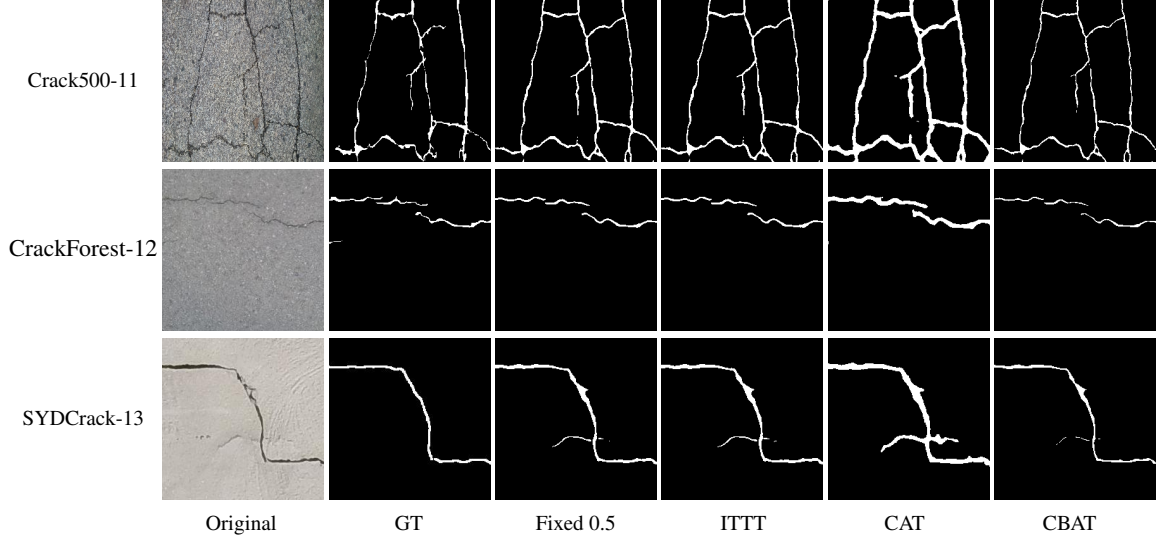 Crack500-11
CrackForest-12
SYDCrack-13
Original GT Fixed 0.5 ITTT CAT CBAT